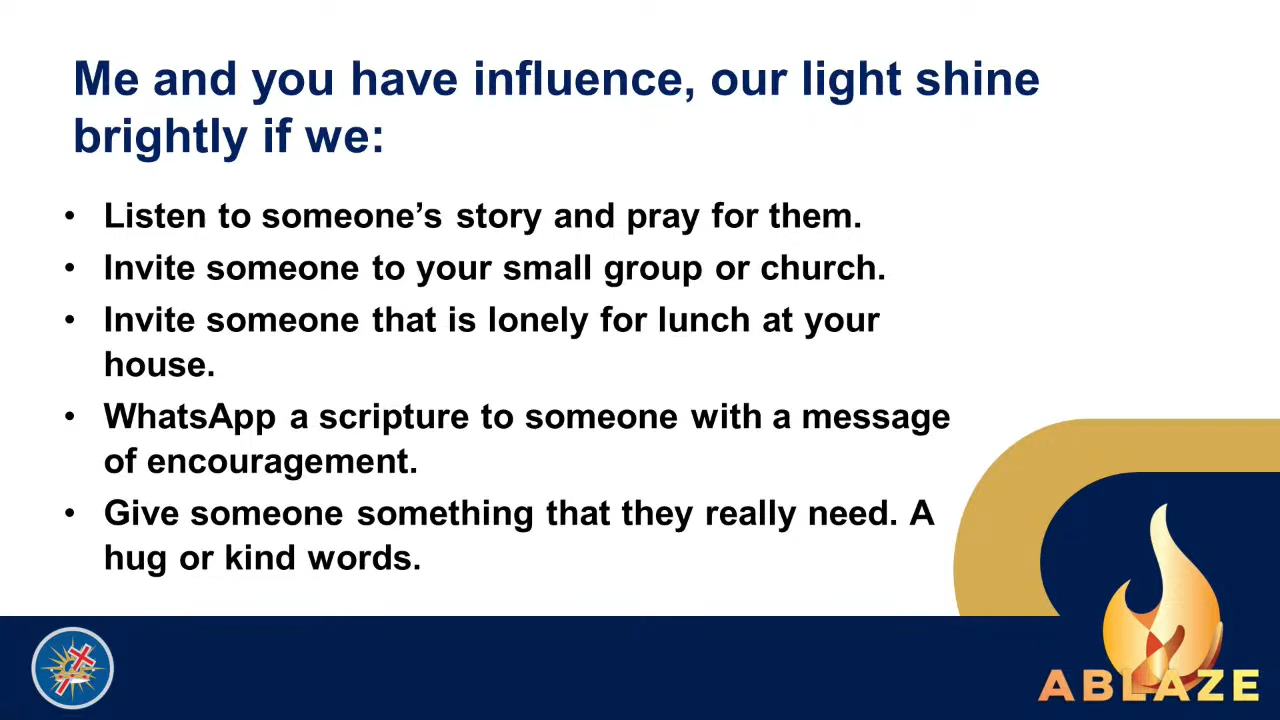 Me and you have influence, our light shine
brightly if we:
• Listen to someone’s story and pray for them.
• Invite someone to your small group or church.
• Invite someone that is lonely for lunch at your
house.
• WhatsApp a scripture to someone with a message
of encouragement.
• Give someone something that they really need. A
hug or kind words.
ABLAZE